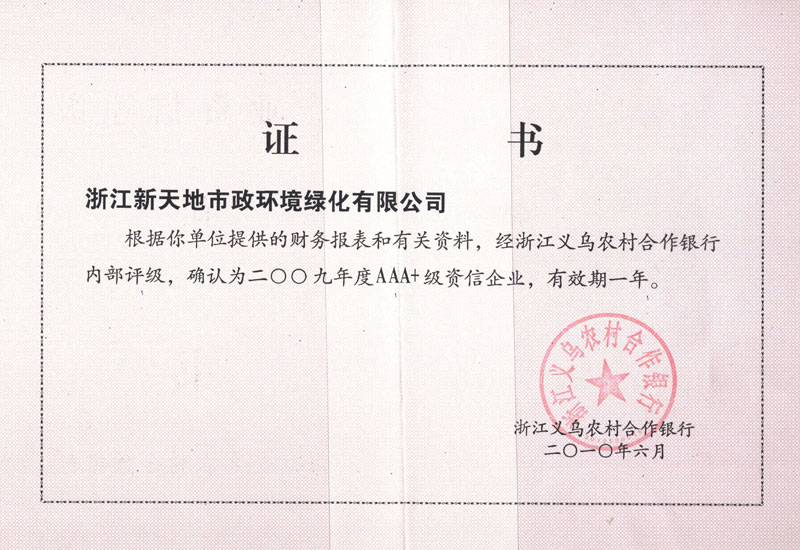 证 书
浙江新天地市政环境绿化有限公司
根据你单位提供的财务报表和有关资料，经浙江义乌农村合作银行
内部评级，确认为二〇〇九年度AAA+级资信企业，有效期一年。
浙江义乌农村合作银行
浙江义乌农村合作银行
二〇一〇年六月